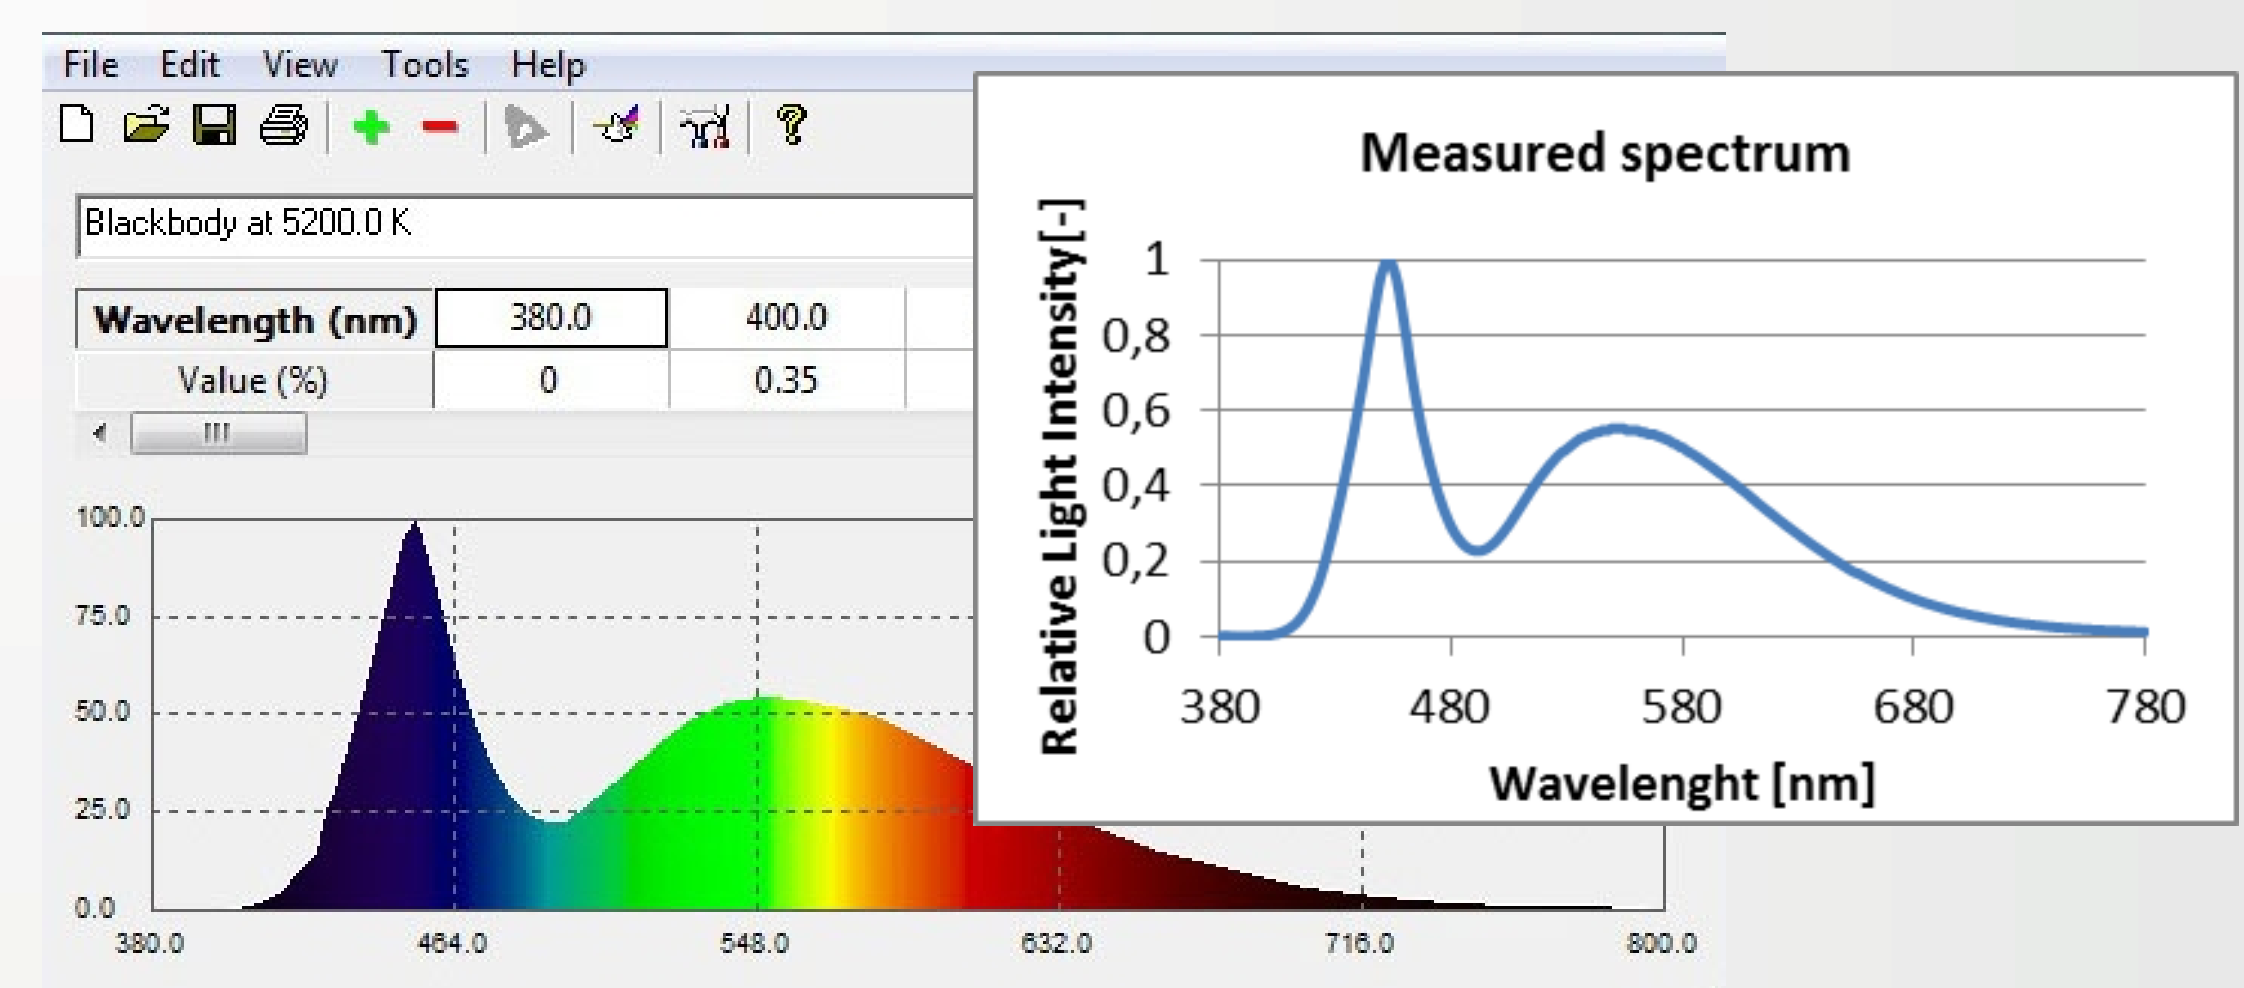 File Edit View Tools Help
Blackbody at 5200.0 K
Wavelength (nm) 380.0 400.0
Value (%) 0 0.35
100.0
75.0
50.0
25.0
0.0
380.0 464.0 548.0 632.0 716.0 800.0
Measured spectrum
Relative Light Intensity[-]
1
0,8
0,6
0,4
0,2
0
380 480 580 680 780
Wavelenght [nm]